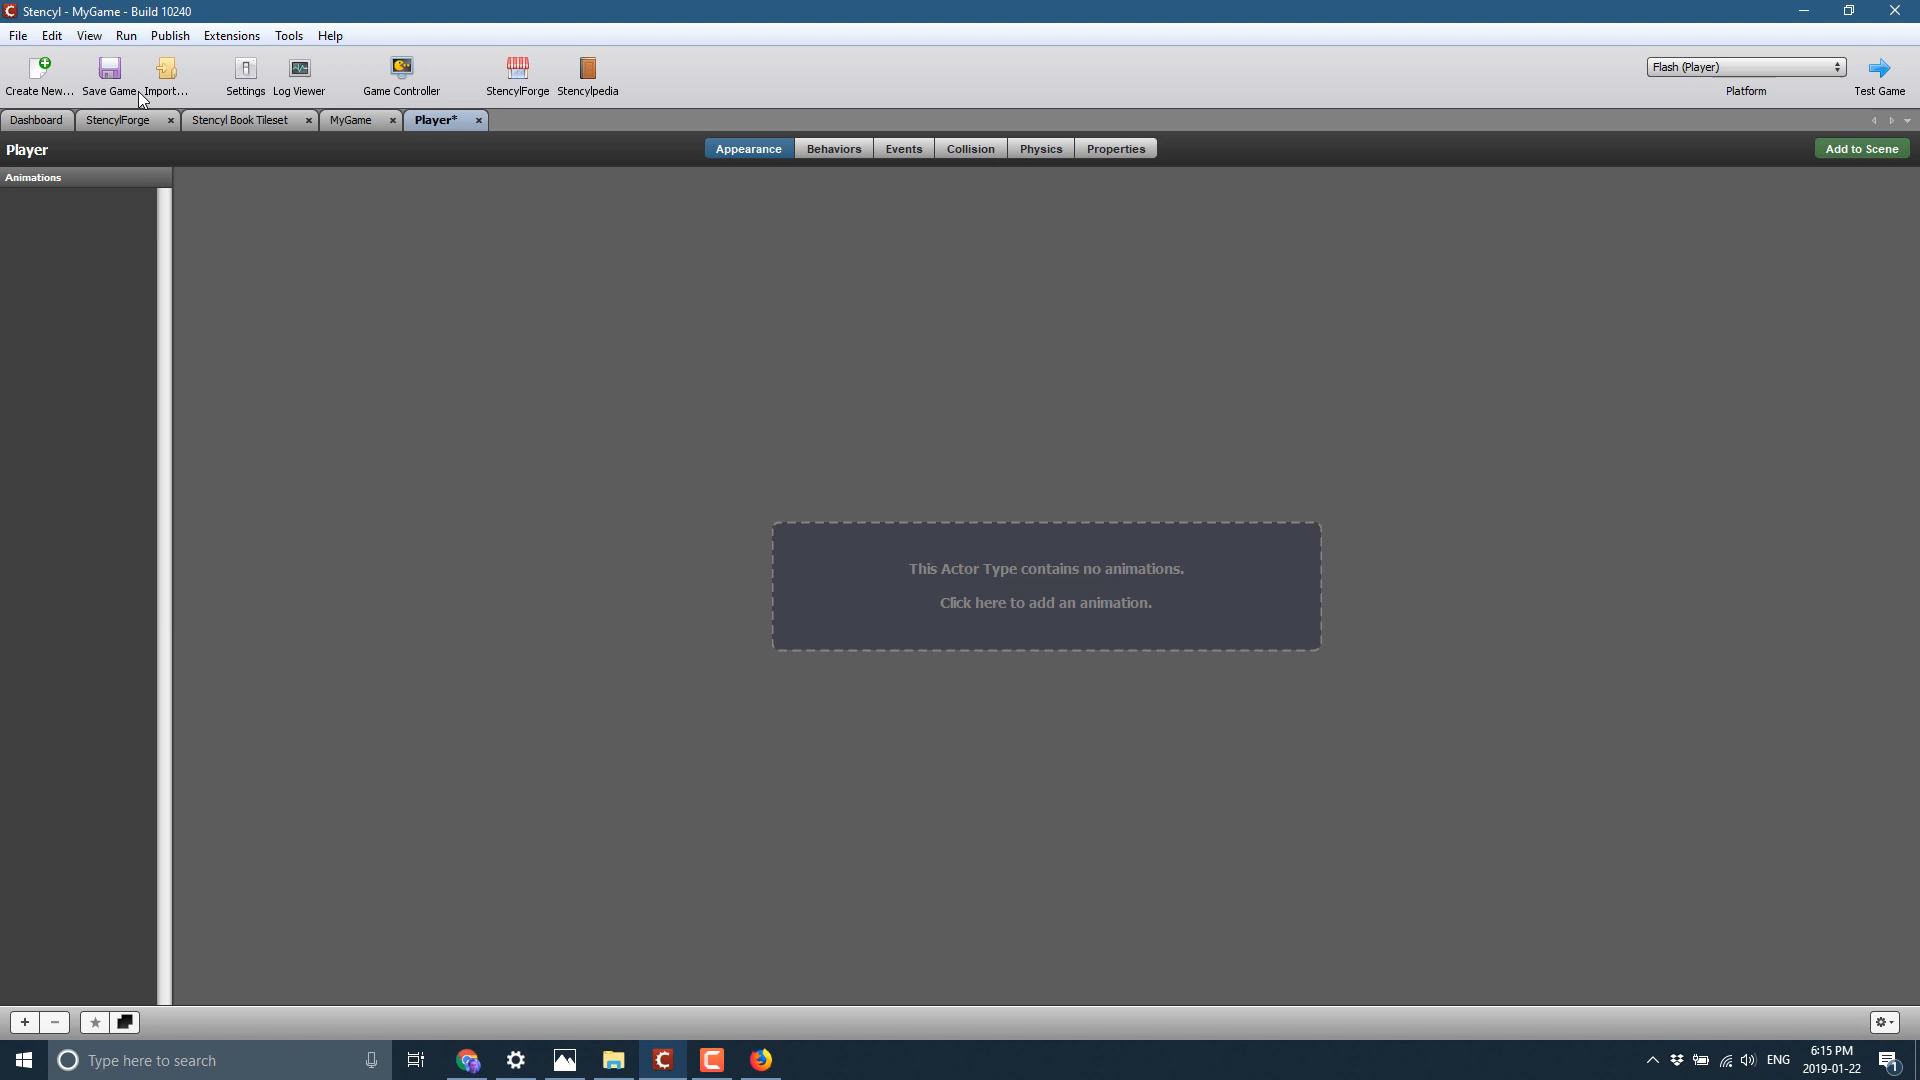 Stencyl - MyGame - Build 10240
File Edit View Run Publish Extensions Tools Help
Create New... Save Game Import... Settings Log Viewer Game Controller StencylForge Stencylpedia
Flash (Player)
Platform
Test Game
Dashboard StencylForge Stencyl Book Tileset MyGame Player*
Player
Appearance Behaviors Events Collision Physics Properties
Add to Scene
Animations
This Actor Type contains no animations.
Click here to add an animation.
Type here to search
ENG
6:15 PM
2019-01-22
1